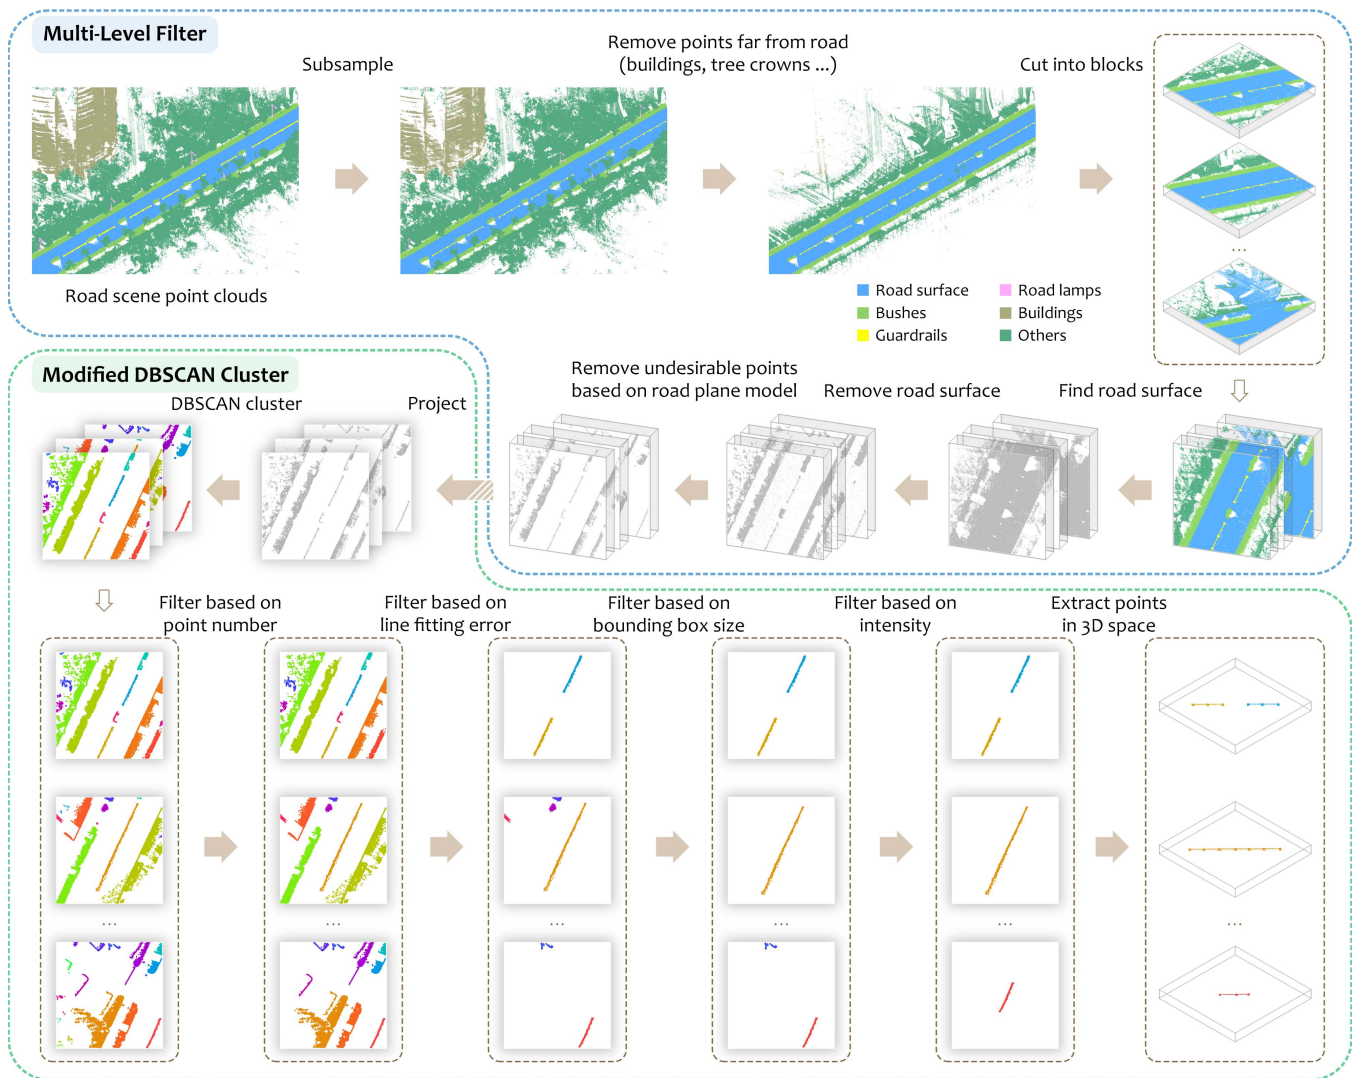 Multi-Level Filter
Subsample
Remove points far from road
(buildings, tree crowns ...)
Cut into blocks
Road scene point clouds
Road surface
Road lamps
Bushes
Buildings
Guardrails
Others
...
Remove undesirable points
based on road plane model
Remove road surface
Find road surface
Modified DBSCAN Cluster
DBSCAN cluster
Project
Filter based on
point number
Filter based on
line fitting error
Filter based on
bounding box size
Filter based on
intensity
Extract points
in 3D space
...
...
...
...
...
...